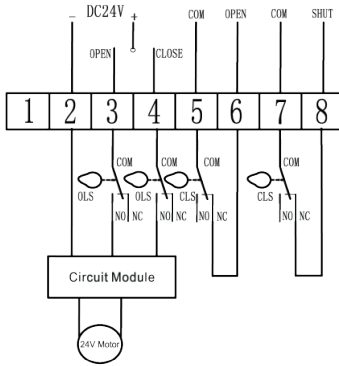 DC24V
− + COM OPEN COM SHUT
OPEN CLOSE
1 2 3 4 5 6 7 8
COM COM COM COM
OLS OLS CLS CLS
NO NC NO NC NO NC NO NC
Circuit Module
24V Motor